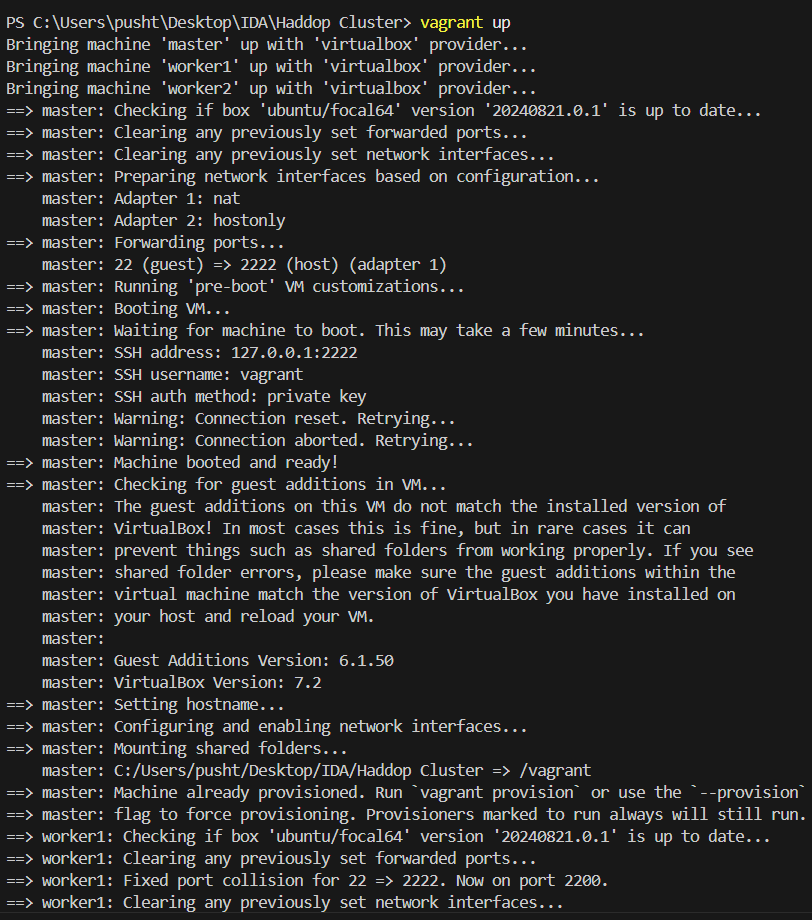 PS C:\Users\pusht\Desktop\IDA\Haddop Cluster> vagrant up
Bringing machine 'master' up with 'virtualbox' provider...
Bringing machine 'worker1' up with 'virtualbox' provider...
Bringing machine 'worker2' up with 'virtualbox' provider...
==> master: Checking if box 'ubuntu/focal64' version '20240821.0.1' is up to date...
==> master: Clearing any previously set forwarded ports...
==> master: Clearing any previously set network interfaces...
==> master: Preparing network interfaces based on configuration...
    master: Adapter 1: nat
    master: Adapter 2: hostonly
==> master: Forwarding ports...
    master: 22 (guest) => 2222 (host) (adapter 1)
==> master: Running 'pre-boot' VM customizations...
==> master: Booting VM...
==> master: Waiting for machine to boot. This may take a few minutes...
    master: SSH address: 127.0.0.1:2222
    master: SSH username: vagrant
    master: SSH auth method: private key
    master: Warning: Connection reset. Retrying...
    master: Warning: Connection aborted. Retrying...
==> master: Machine booted and ready!
==> master: Checking for guest additions in VM...
    master: The guest additions on this VM do not match the installed version of
    master: VirtualBox! In most cases this is fine, but in rare cases it can
    master: prevent things such as shared folders from working properly. If you see
    master: shared folder errors, please make sure the guest additions within the
    master: virtual machine match the version of VirtualBox you have installed on
    master: your host and reload your VM.
    master:
    master: Guest Additions Version: 6.1.50
    master: VirtualBox Version: 7.2
==> master: Setting hostname...
==> master: Configuring and enabling network interfaces...
==> master: Mounting shared folders...
    master: C:/Users/pusht/Desktop/IDA/Haddop Cluster => /vagrant
==> master: Machine already provisioned. Run `vagrant provision` or use the `--provision`
==> master: flag to force provisioning. Provisioners marked to run always will still run.
==> worker1: Checking if box 'ubuntu/focal64' version '20240821.0.1' is up to date...
==> worker1: Clearing any previously set forwarded ports...
==> worker1: Fixed port collision for 22 => 2222. Now on port 2200.
==> worker1: Clearing any previously set network interfaces...